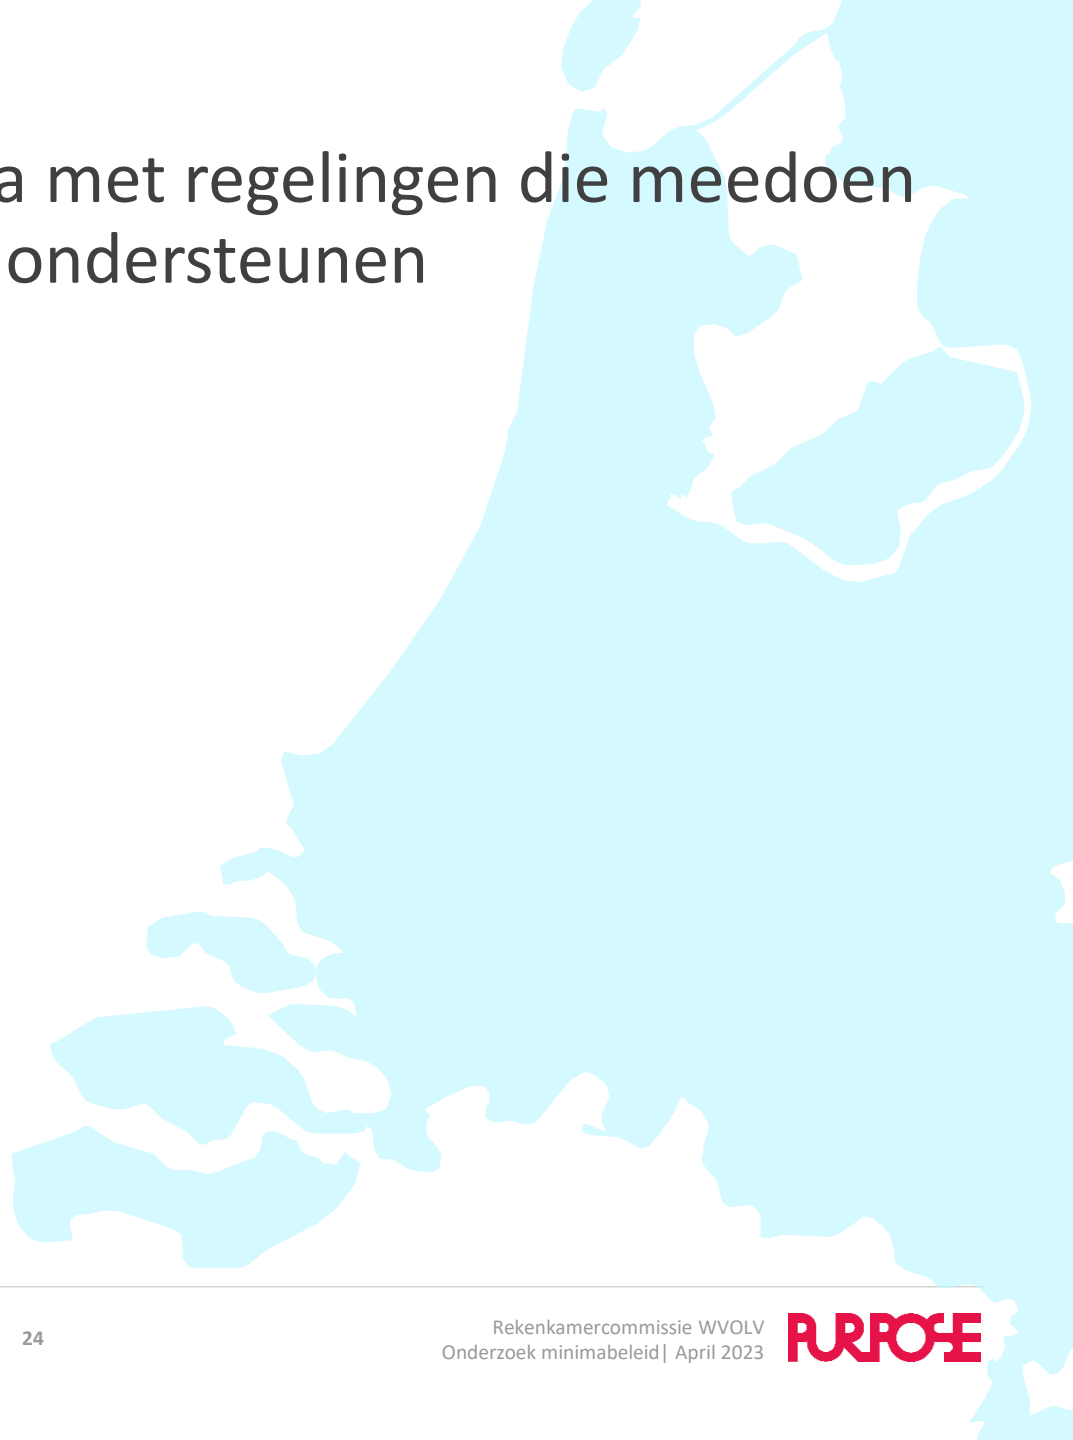 a met regelingen die meedoen
ondersteunen
24
Rekenkamercommissie WVOLV
Onderzoek minimabeleid| April 2023
PURPOSE